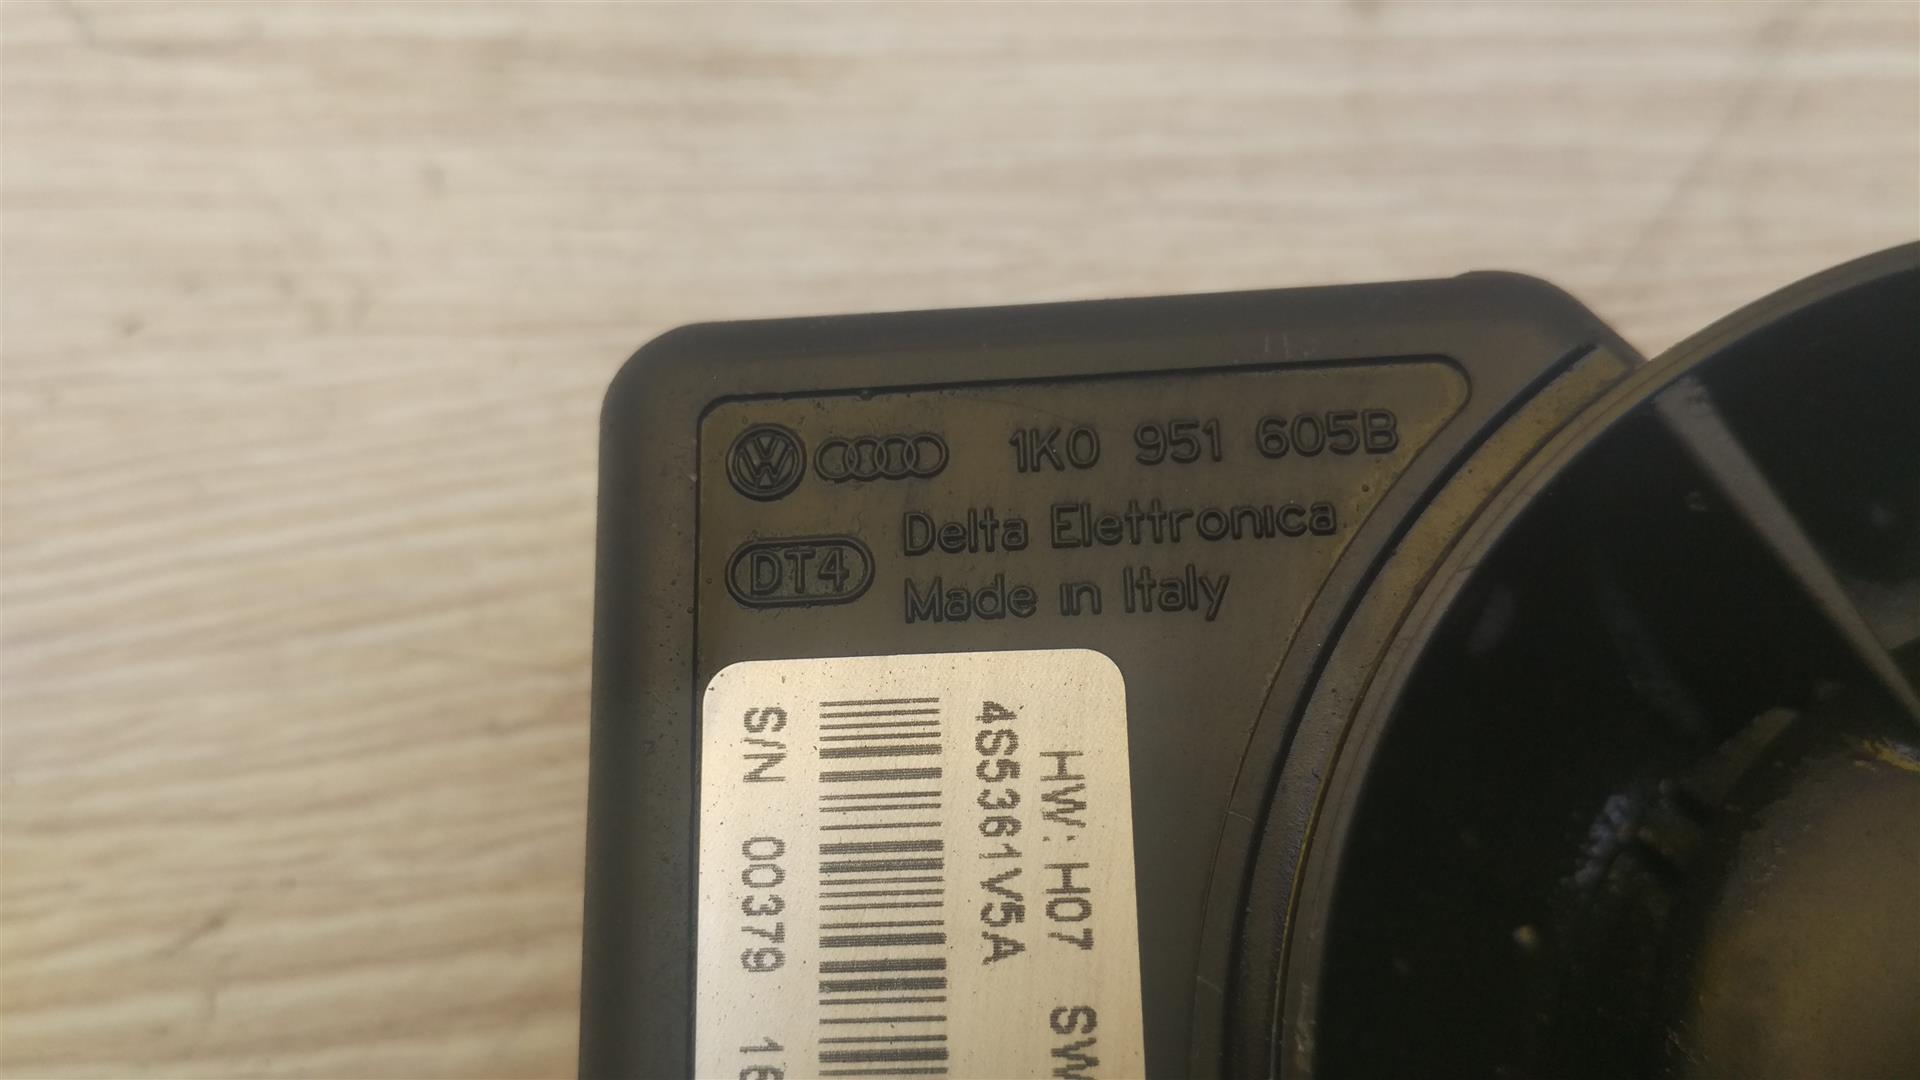 1K0 951 605B
Delta Elettronica
DT4
Made in Italy
HW: H07
4S5361V5A
S/N 00379